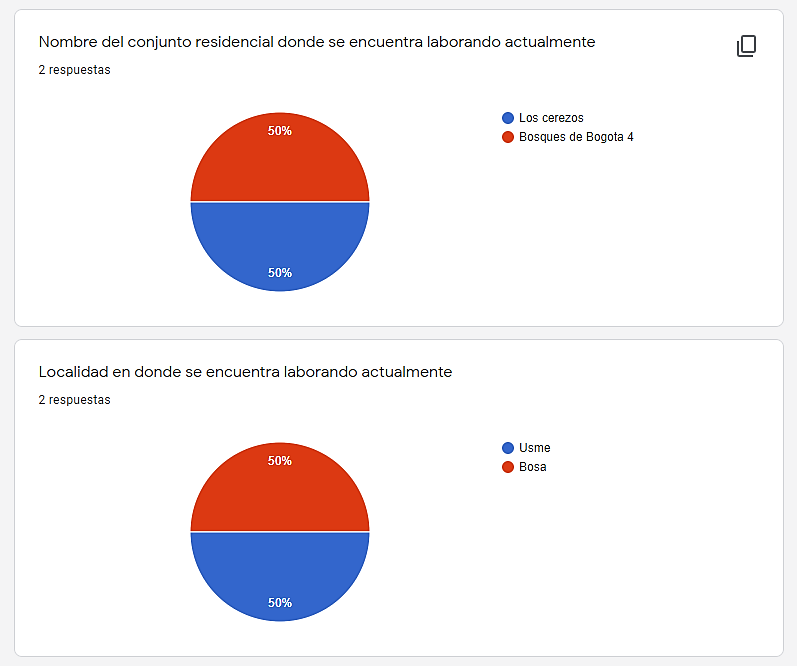 Nombre del conjunto residencial donde se encuentra laborando actualmente
2 respuestas
50%
50%
Los cerezos
Bosques de Bogota 4
Localidad en donde se encuentra laborando actualmente
2 respuestas
50%
50%
Usme
Bosa